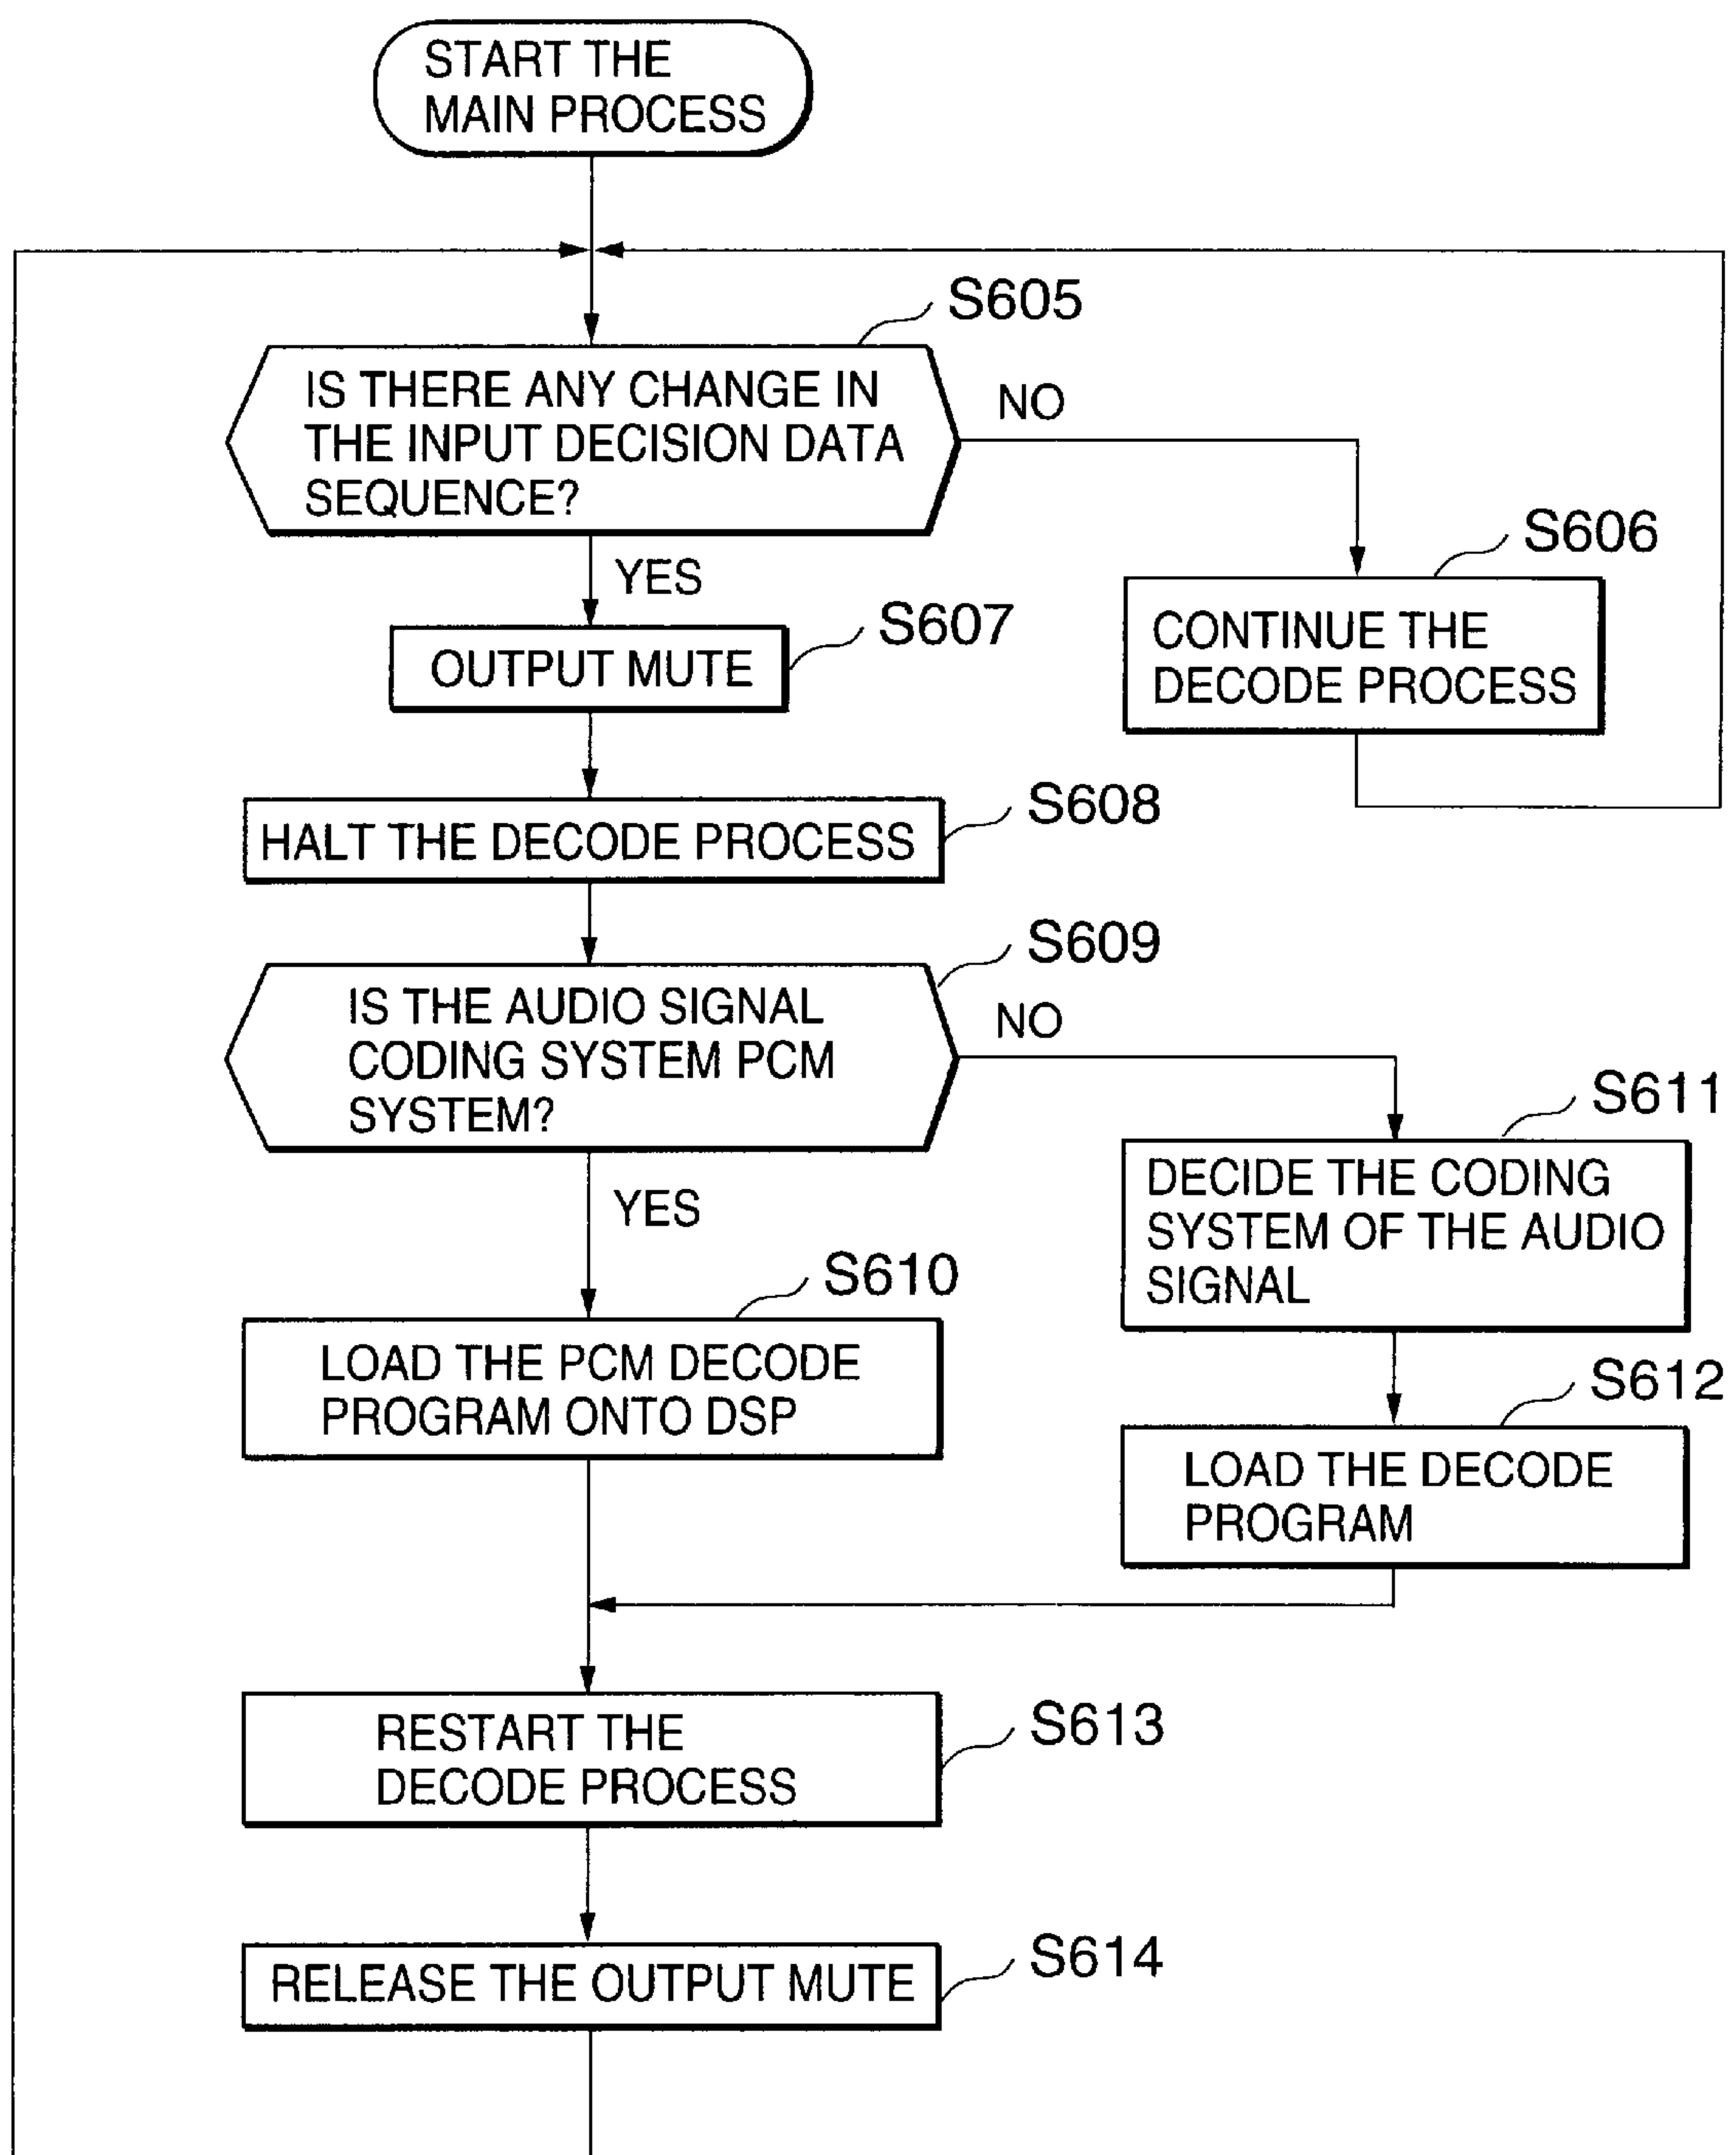 START THE
MAIN PROCESS
S605
IS THERE ANY CHANGE IN
THE INPUT DECISION DATA
SEQUENCE?
NO
YES
S606
CONTINUE THE
DECODE PROCESS
S607
OUTPUT MUTE
S608
HALT THE DECODE PROCESS
S609
IS THE AUDIO SIGNAL
CODING SYSTEM PCM
SYSTEM?
NO
YES
S611
DECIDE THE CODING
SYSTEM OF THE AUDIO
SIGNAL
S610
LOAD THE PCM DECODE
PROGRAM ONTO DSP
S612
LOAD THE DECODE
PROGRAM
S613
RESTART THE
DECODE PROCESS
S614
RELEASE THE OUTPUT MUTE